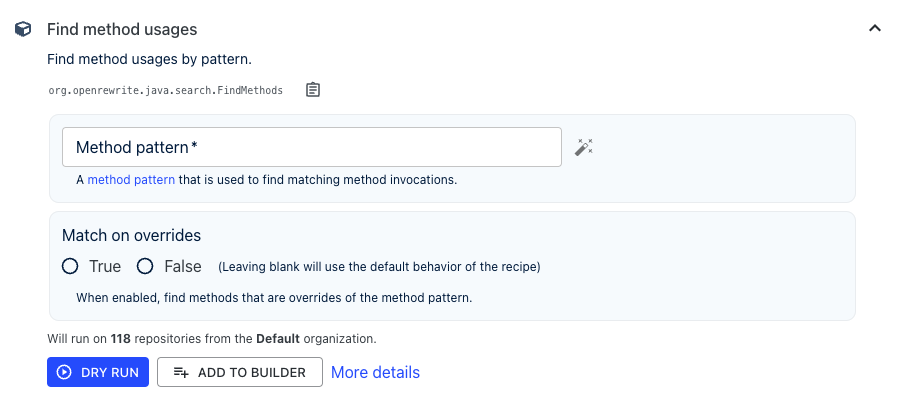 Find method usages
Find method usages by pattern.
org.openrewrite.java.search.FindMethods
Method pattern*
A method pattern that is used to find matching method invocations.
Match on overrides
True False (Leaving blank will use the default behavior of the recipe)
When enabled, find methods that are overrides of the method pattern.
Will run on 118 repositories from the Default organization.
DRY RUN ADD TO BUILDER More details